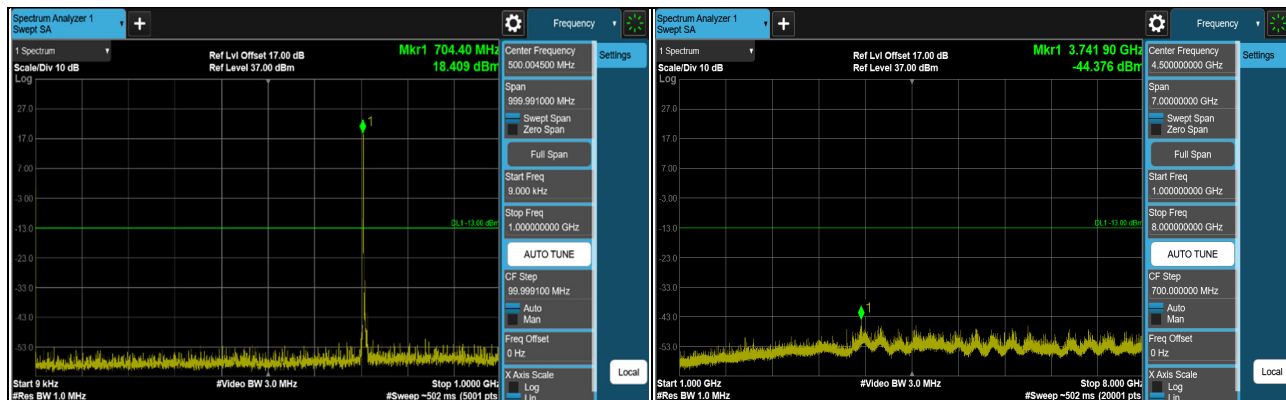 Spectrum Analyzer 1
Swept SA
+
Frequency
1 Spectrum
Scale/Div 10 dB
Log
Ref Lvl Offset 17.00 dB
Ref Level 37.00 dBm
Mkr1 704.40 MHz
18.409 dBm
27.0
17.0
7.00
-3.00
-13.0
-23.0
-33.0
-43.0
-53.0
1
DL1 -13.00 dBm
Start 9 kHz
#Res BW 1.0 MHz
#Video BW 3.0 MHz
Stop 1.0000 GHz
#Sweep ~502 ms (5001 pts
Center Frequency
500.004500 MHz
Settings
Span
999.991000 MHz
Swept Span
Zero Span
Full Span
Start Freq
9.000 kHz
Stop Freq
1.000000000 GHz
AUTO TUNE
CF Step
99.999100 MHz
Auto
Man
Freq Offset
0 Hz
X Axis Scale
Log
Lin
Local
Spectrum Analyzer 1
Swept SA
+
Frequency
1 Spectrum
Scale/Div 10 dB
Log
Ref Lvl Offset 17.00 dB
Ref Level 37.00 dBm
Mkr1 3.741 90 GHz
-44.376 dBm
27.0
17.0
7.00
-3.00
-13.0
-23.0
-33.0
-43.0
-53.0
1
DL1 -13.00 dBm
Start 1.000 GHz
#Res BW 1.0 MHz
#Video BW 3.0 MHz
Stop 8.000 GHz
#Sweep ~502 ms (20001 pts
Center Frequency
4.500000000 GHz
Settings
Span
7.00000000 GHz
Swept Span
Zero Span
Full Span
Start Freq
1.000000000 GHz
Stop Freq
8.000000000 GHz
AUTO TUNE
CF Step
700.000000 MHz
Auto
Man
Freq Offset
0 Hz
X Axis Scale
Log
Lin
Local